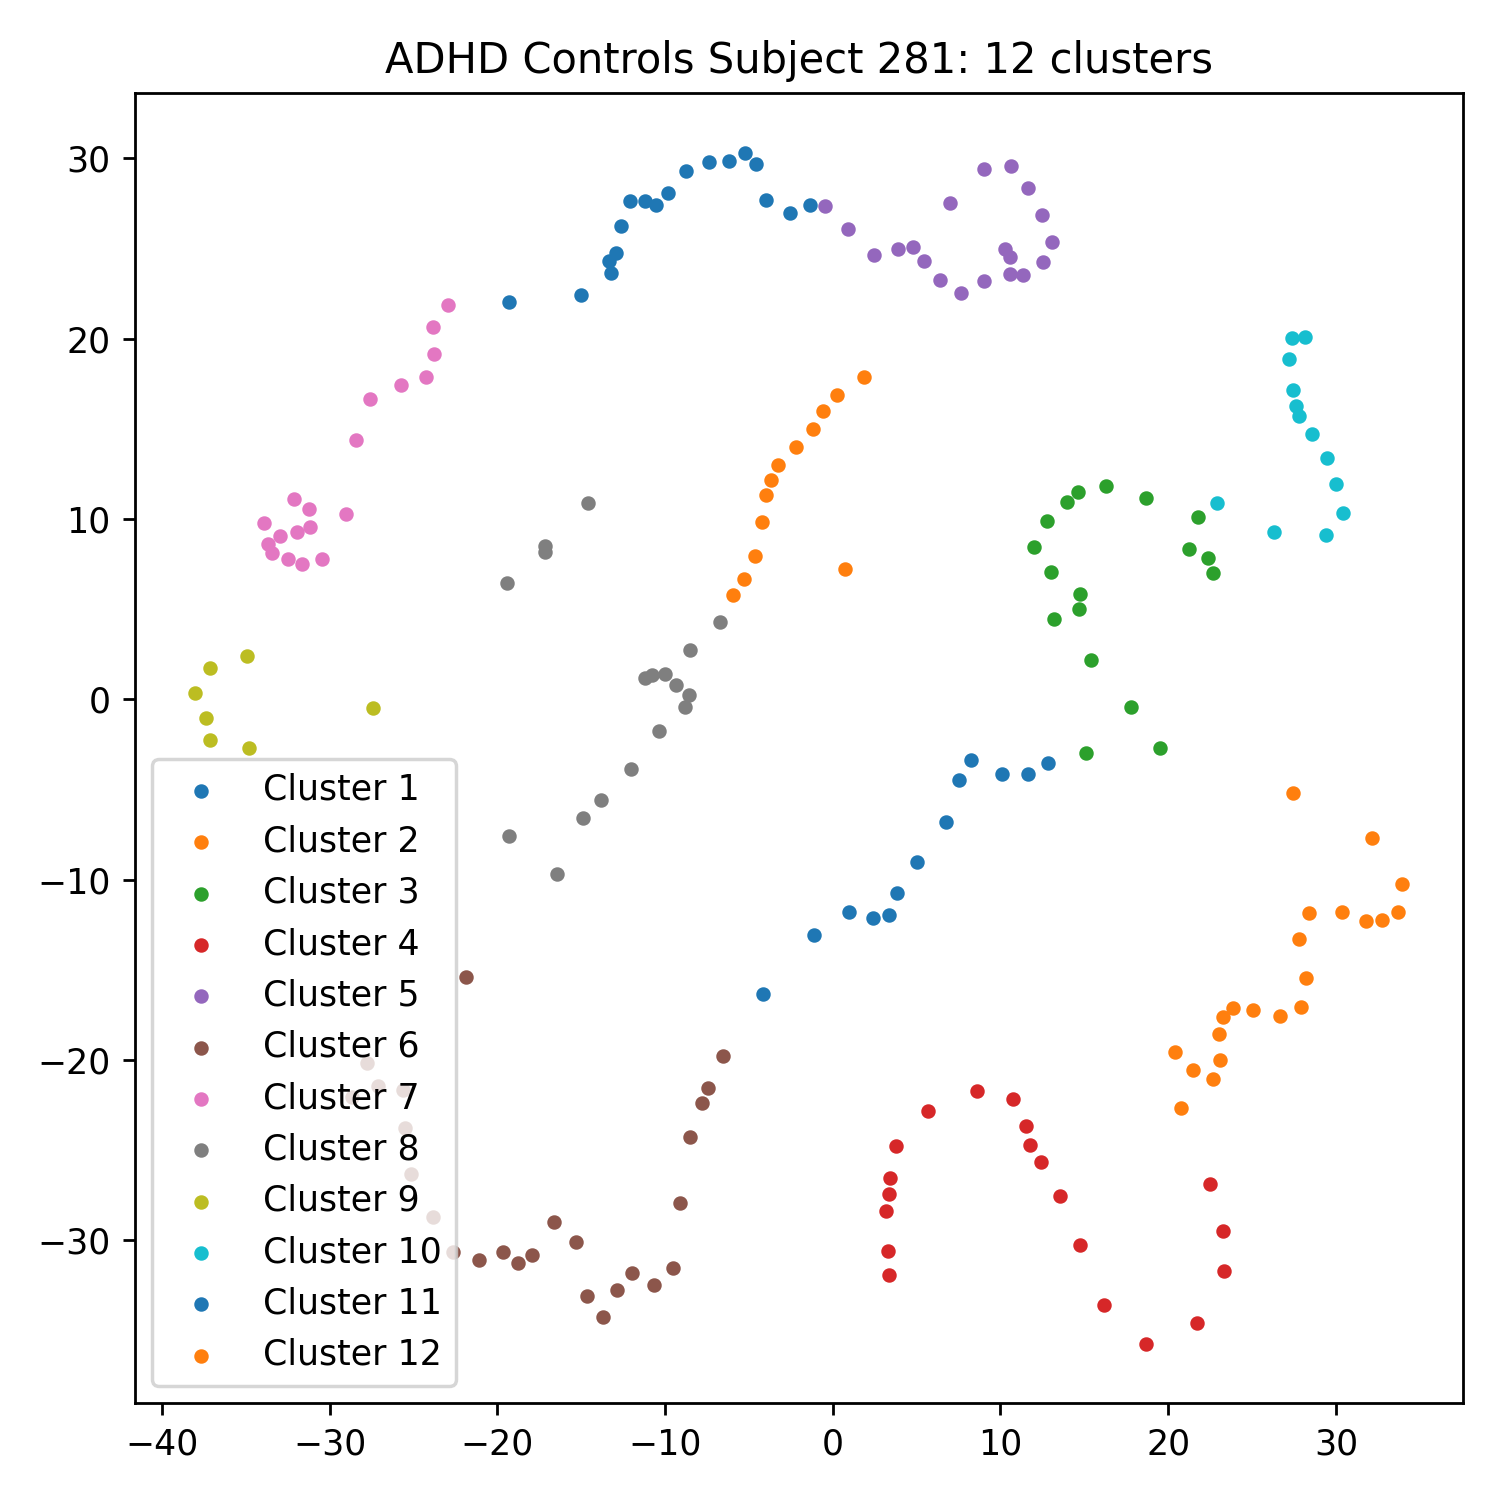 ADHD Controls Subject 281: 12 clusters
30
20
10
0
−10
−20
−30
Cluster 1
Cluster 2
Cluster 3
Cluster 4
Cluster 5
Cluster 6
Cluster 7
Cluster 8
Cluster 9
Cluster 10
Cluster 11
Cluster 12
−40 −30 −20 −10 0 10 20 30